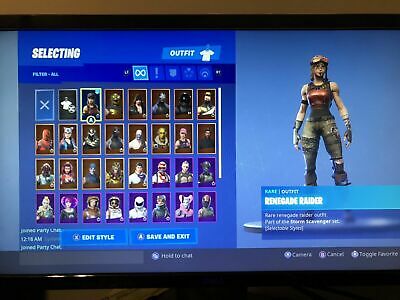 SELECTING
OUTFIT
FILTER - ALL
LT
RT
RARE | OUTFIT
RENEGADE RAIDER
Rare renegade raider outfit.
Part of the Storm Scavenger set.
[Selectable Styles]
Joined Party Chat
12:18 AM
Joined Party Chat.
EDIT STYLE
A SAVE AND EXIT
Hold to chat
Camera
B Cancel
Toggle Favorite